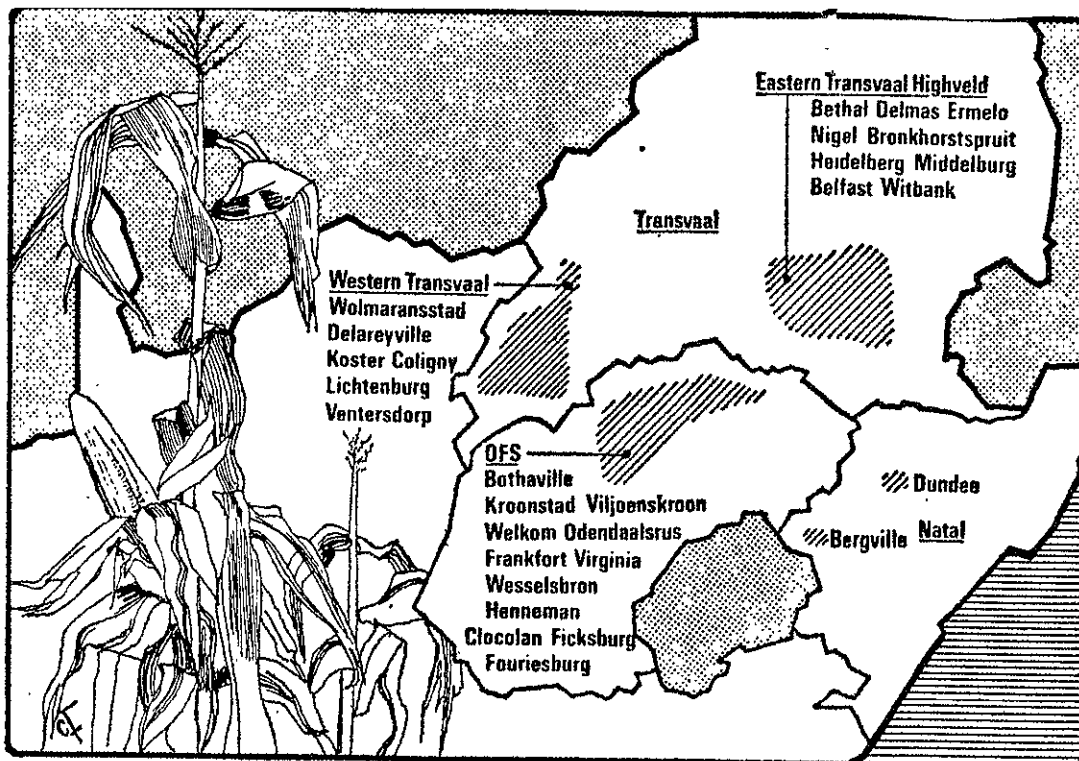 Eastern Transvaal Highveld
Bethal Delmas Ermelo
Nigel Bronkhorstspruit
Heidelberg Middelburg
Belfast Witbank
Transvaal
Western Transvaal
Wolmaransstad
Delareyville
Koster Coligny
Lichtenburg
Ventersdorp
OFS
Bothaville
Kroonstad Viljoenskroon
Welkom Odendaalsrus
Frankfort Virginia
Wesselsbron
Henneman
Clocolan Ficksburg
Fouriesburg
Dundee
Bergville
Natal